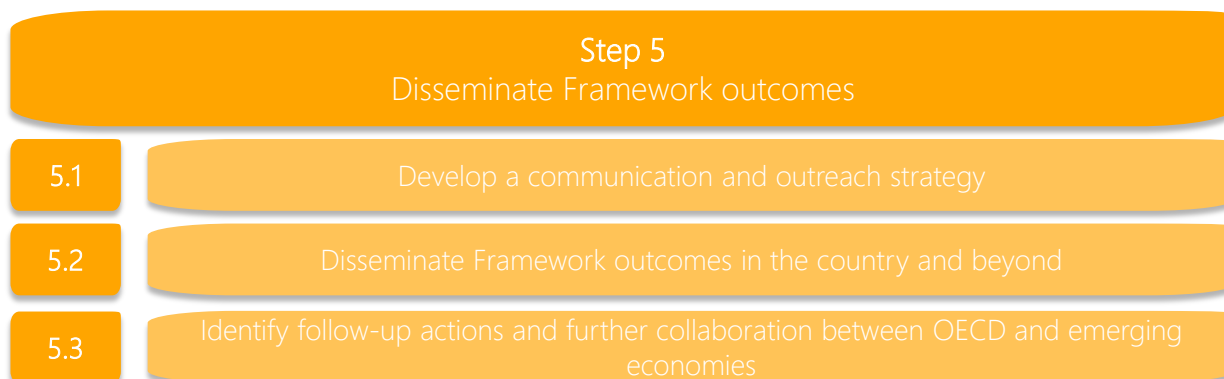 Step 5
Disseminate Framework outcomes
5.1
Develop a communication and outreach strategy
5.2
Disseminate Framework outcomes in the country and beyond
5.3
Identify follow-up actions and further collaboration between OECD and emerging
economies